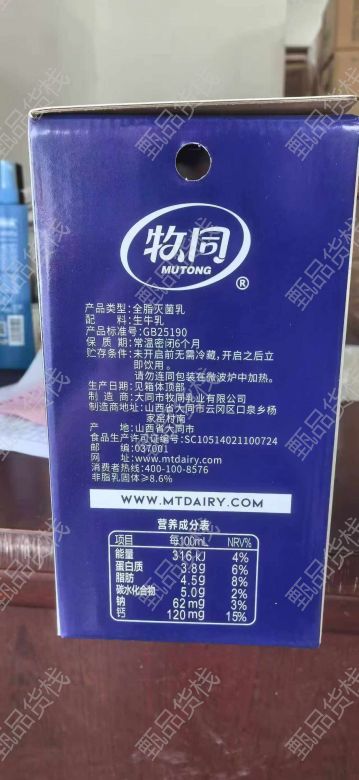 牧同
MUTONG
®
产品类型: 全脂灭菌乳
配 料: 生牛乳
产品标准号: GB25190
保 质 期: 常温密闭6个月
贮存条件: 未开启前无需冷藏,开启之后立
即饮用。
请勿连同包装在微波炉中加热。
生产日期: 见箱体顶部
制 造 商: 大同市牧同乳业有限公司
制造商地址: 山西省大同市云冈区口泉乡杨
家窑村南
产 地: 山西省大同市
食品生产许可证编号: SC10514021100724
邮 编: 037001
网 址: www.mtdairy.com
消费者热线: 400-100-8576
非脂乳固体≥8.6%
WWW.MTDAIRY.COM
营养成分表
项目 每100mL NRV%
能量 316 kJ 4%
蛋白质 3.8g 6%
脂肪 4.5g 8%
碳水化合物 5.0g 2%
钠 62 mg 3%
钙 120 mg 15%
甄品货栈